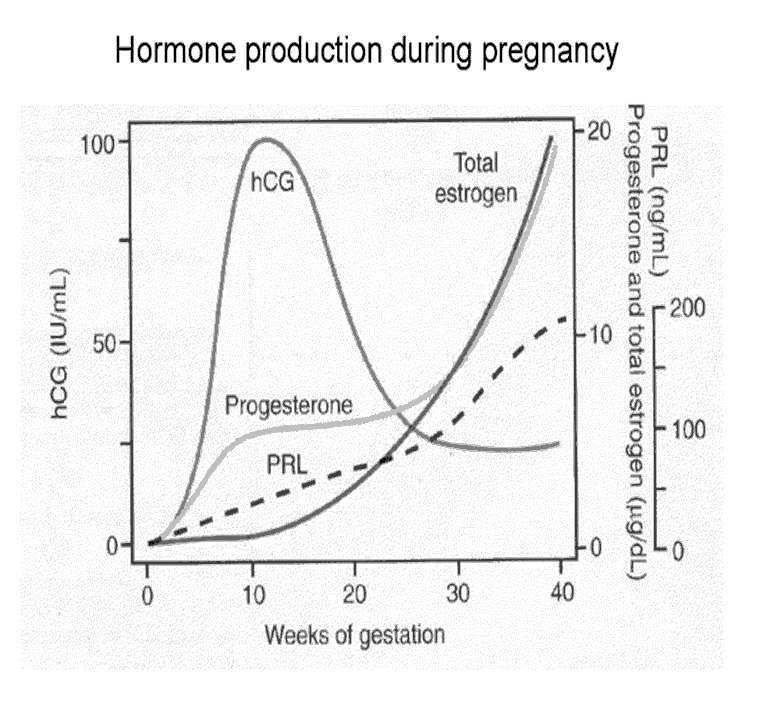 Hormone production during pregnancy
100
50
0
hCG (IU/mL)
hCG
Total
estrogen
Progesterone
PRL
20
10
0
Progesterone and total estrogen (µg/dL)
PRL (ng/mL)
200
100
0
0 10 20 30 40
Weeks of gestation